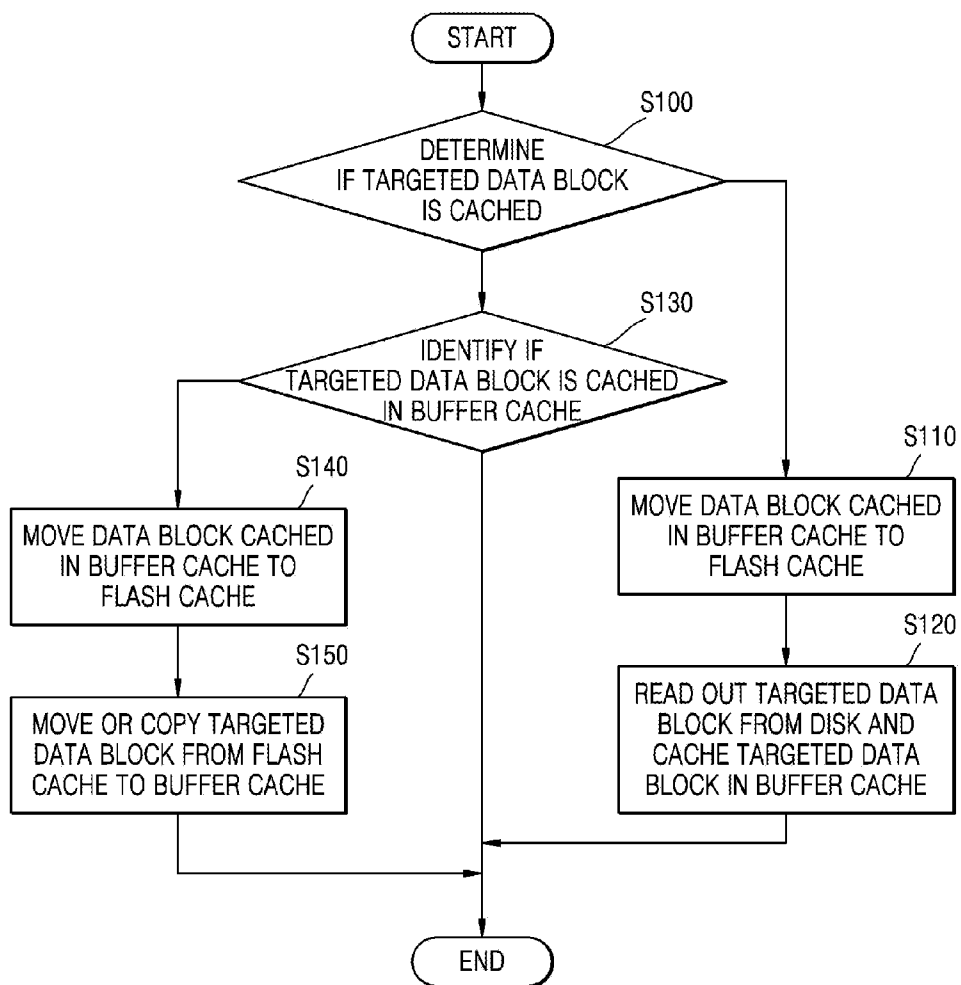 START
S100
DETERMINE
IF TARGETED DATA BLOCK
IS CACHED
S130
IDENTIFY IF
TARGETED DATA BLOCK IS CACHED
IN BUFFER CACHE
S140
MOVE DATA BLOCK CACHED
IN BUFFER CACHE TO
FLASH CACHE
S110
MOVE DATA BLOCK CACHED
IN BUFFER CACHE TO
FLASH CACHE
S150
MOVE OR COPY TARGETED
DATA BLOCK FROM FLASH
CACHE TO BUFFER CACHE
S120
READ OUT TARGETED DATA
BLOCK FROM DISK AND
CACHE TARGETED DATA
BLOCK IN BUFFER CACHE
END